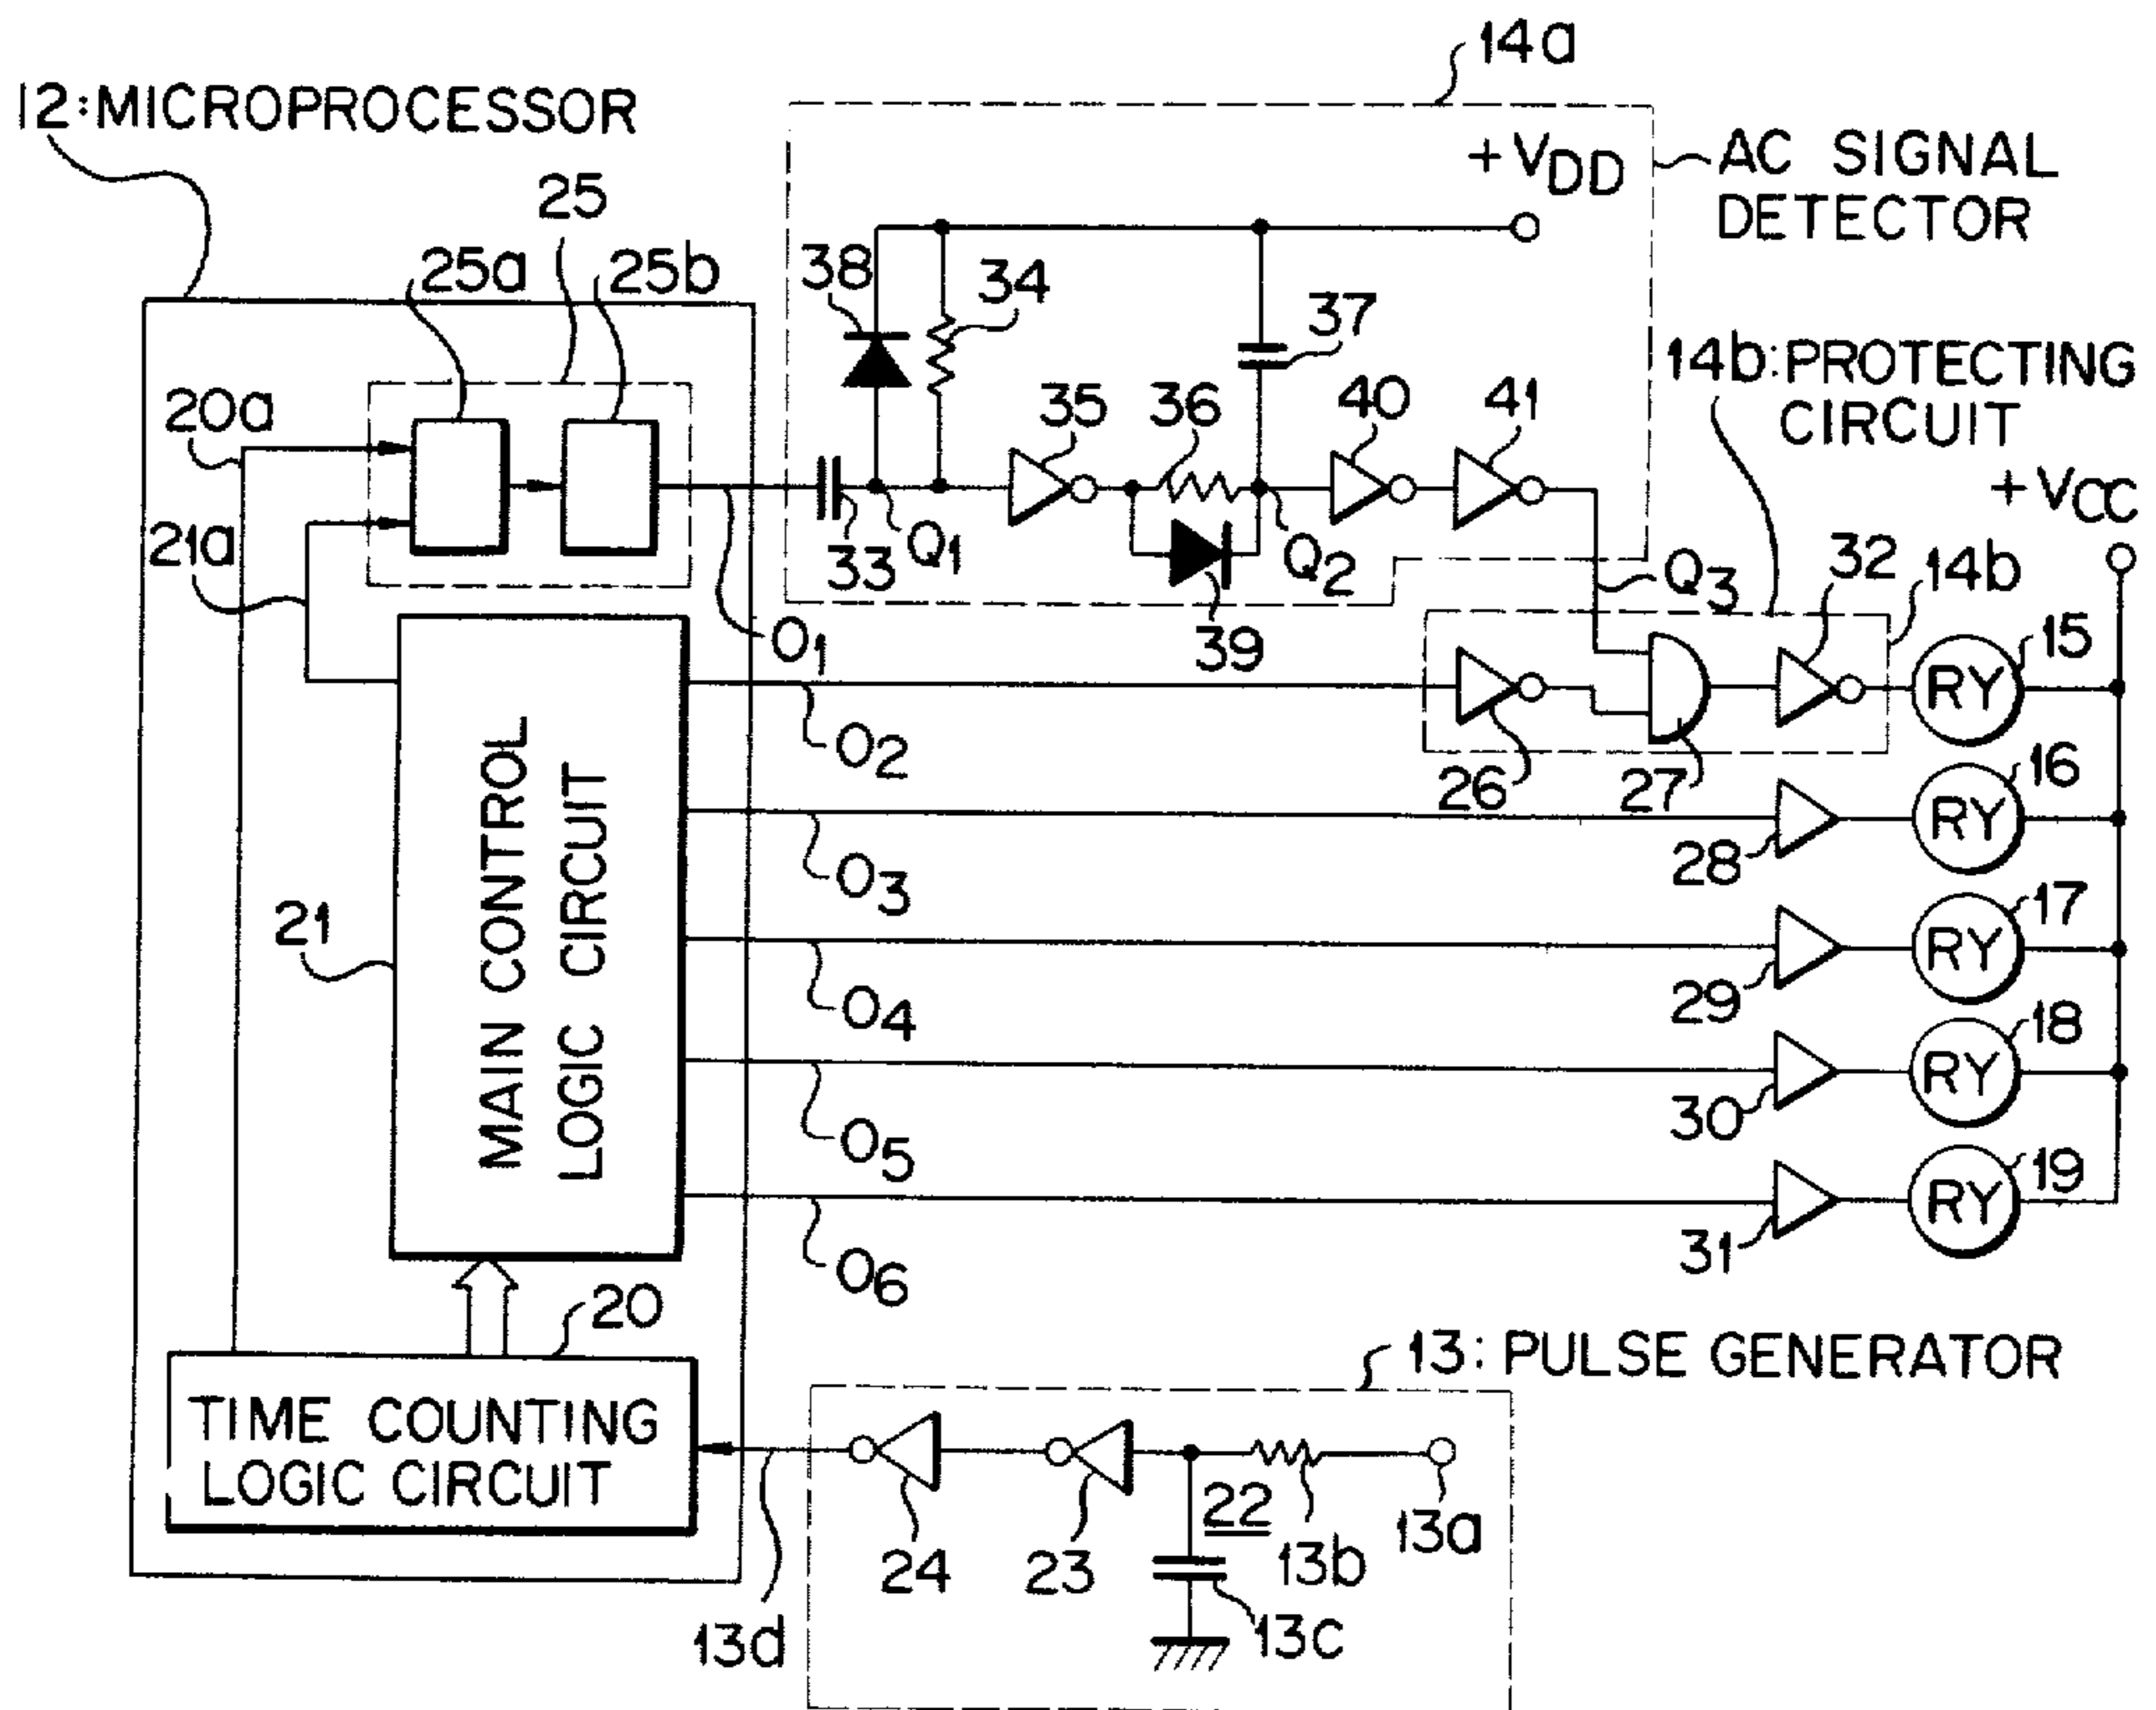 14a
12:MICROPROCESSOR
+VDD
AC SIGNAL
DETECTOR
25
25a
25b
38
34
37
14b:PROTECTING
CIRCUIT
20a
35
36
40
41
+VCC
21a
33
Q1
39
Q2
Q3
32
14b
O1
RY
15
O2
26
27
RY
16
MAIN CONTROL
LOGIC CIRCUIT
O3
28
RY
17
21
O4
29
RY
18
O5
30
RY
19
O6
31
20
13: PULSE GENERATOR
TIME COUNTING
LOGIC CIRCUIT
24
23
22
13b
13a
13d
13c